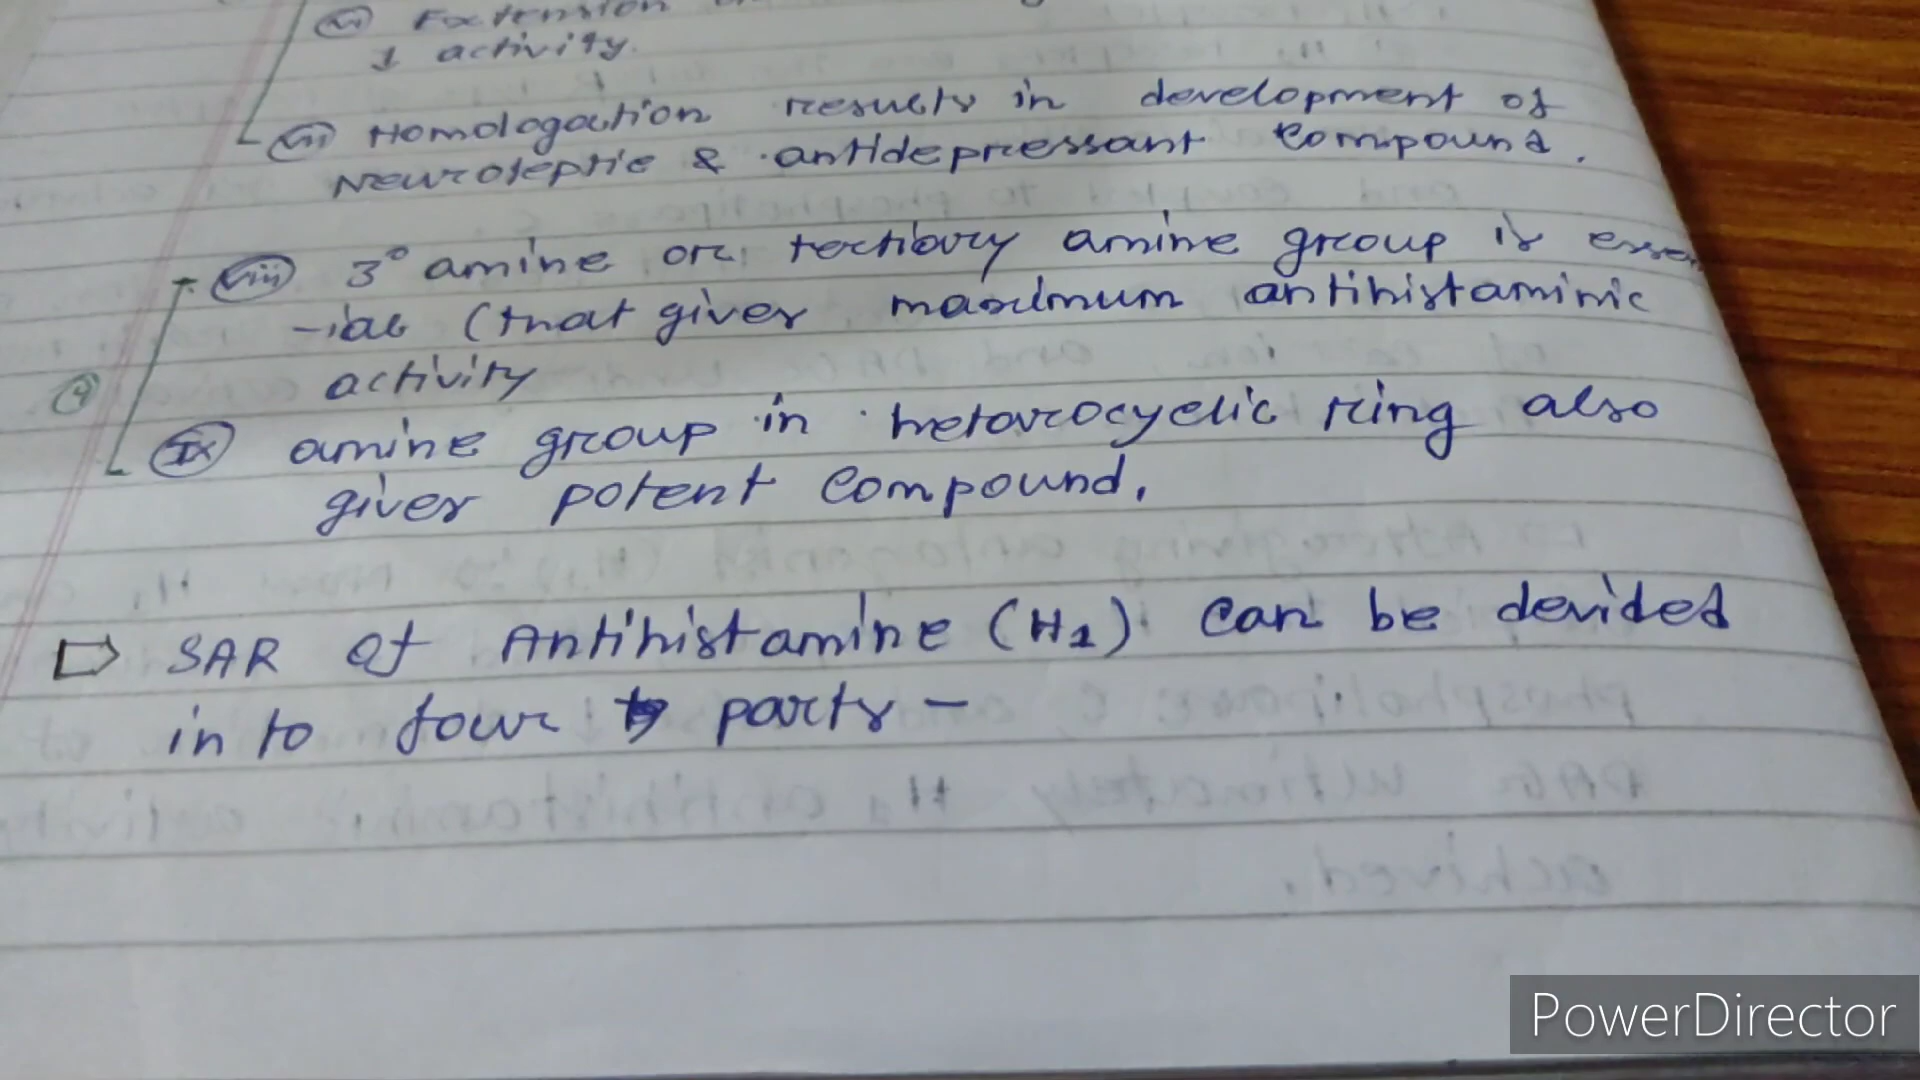 (vi) Extension
↓ activity.
(vii) Homologation results in development of
Neuroleptic & antidepressant compound.
(viii) 3° amine or tertiary amine group is essen
-ial (that gives maximum antihistaminic
activity
(ix) amine group in heterocyclic ring also
gives potent compound.
⇨ SAR of Antihistamine (H1) can be devided
in to four parts –
PowerDirector